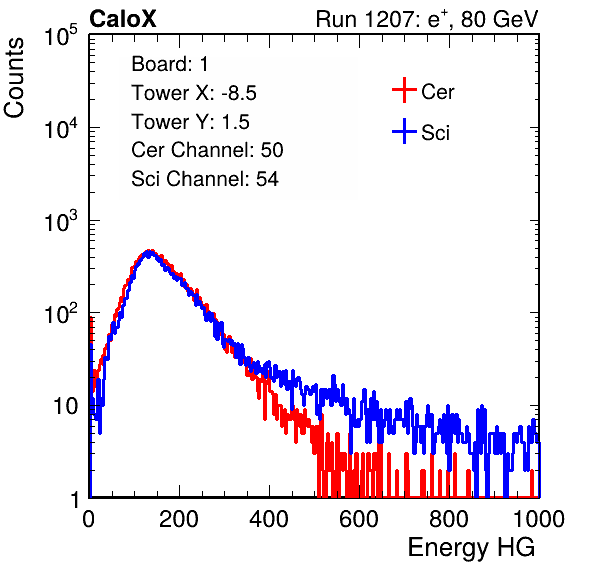 CaloX Run 1207: e⁺, 80 GeV
Counts
10⁵
10⁴
10³
10²
10
1
Board: 1
Tower X: -8.5
Tower Y: 1.5
Cer Channel: 50
Sci Channel: 54
Cer
Sci
0 200 400 600 800 1000
Energy HG